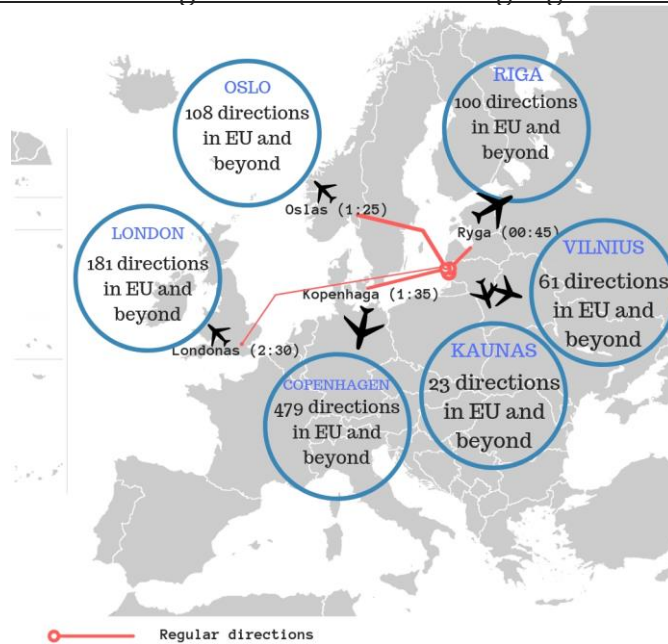 OSLO
108 directions
in EU and
beyond
RIGA
100 directions
in EU and
beyond
Oslas (1:25)
Ryga (00:45)
LONDON
181 directions
in EU and
beyond
VILNIUS
61 directions
in EU and
beyond
Kopenhaga (1:35)
Londonas (2:30)
KAUNAS
23 directions
in EU and
beyond
COPENHAGEN
479 directions
in EU and
beyond
Regular directions